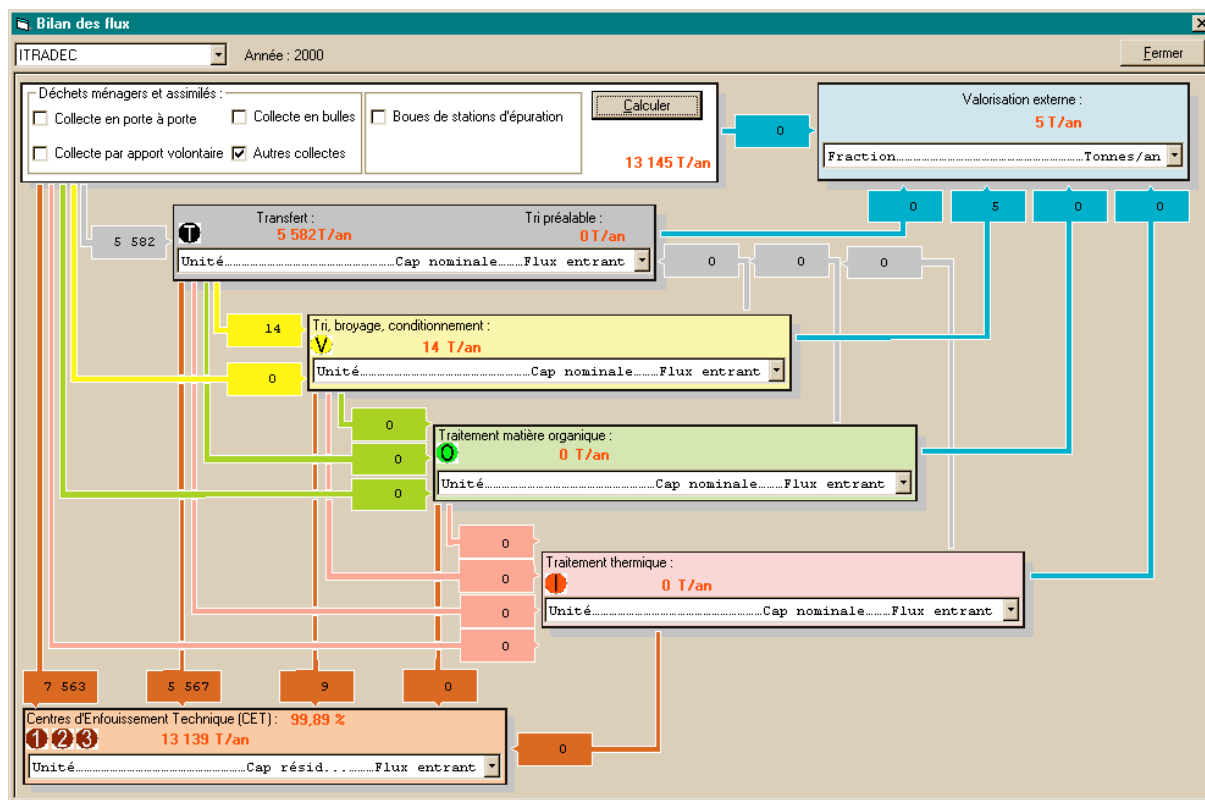 Bilan des flux
ITRADEC
Année : 2000
Fermer
Déchets ménagers et assimilés :
Collecte en porte à porte
Collecte en bulles
Boues de stations d'épuration
Calculer
Collecte par apport volontaire
Autres collectes
13 145 T/an
0
Valorisation externe :
5 T/an
Fraction.....Tonnes/an
0 5 0 0
5 582
T
Transfert :
Tri préalable :
5 582T/an
0T/an
Unité.....Cap nominale.....Flux entrant
0 0 0
14
Tri, broyage, conditionnement :
V
14 T/an
0
Unité.....Cap nominale.....Flux entrant
0
Traitement matière organique :
0
O
0 T/an
0
Unité.....Cap nominale.....Flux entrant
0
Traitement thermique :
0
I
0 T/an
0
Unité.....Cap nominale.....Flux entrant
0
7 563 5 567 9 0
Centres d'Enfouissement Technique (CET) : 99,89 %
1 2 3
13 139 T/an
0
Unité.....Cap résid........Flux entrant